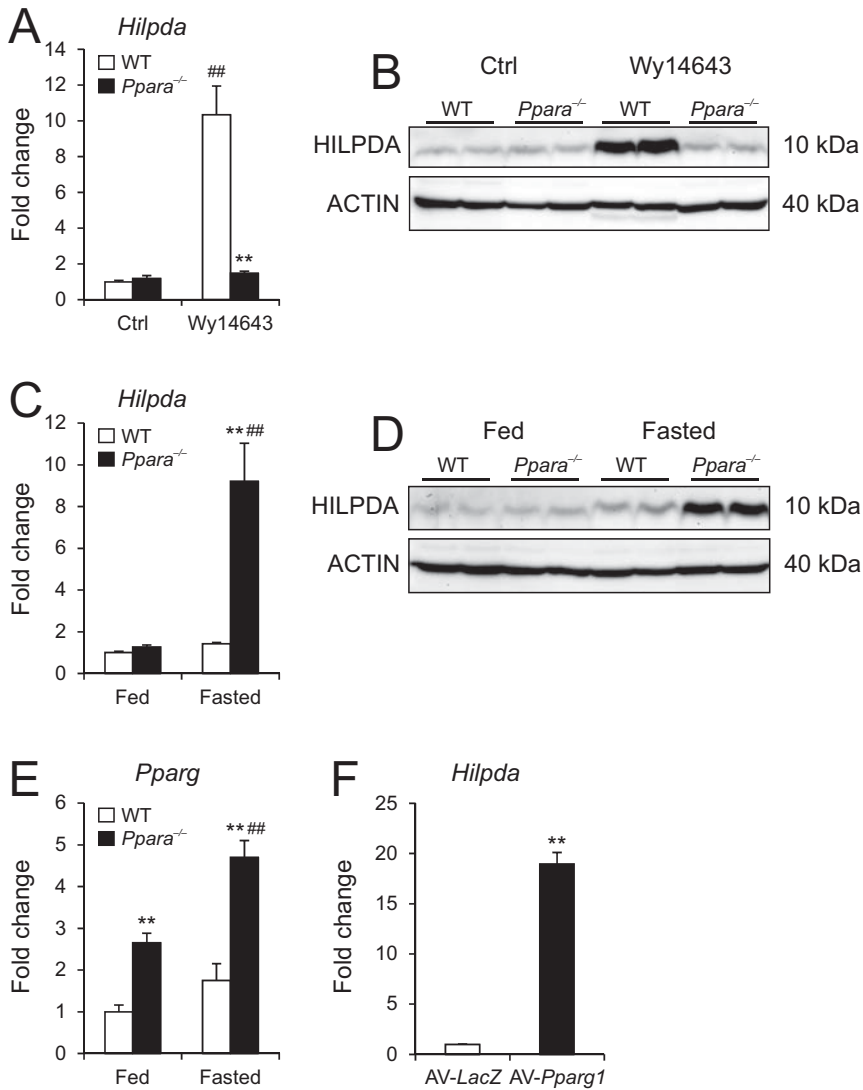 A
Hilpda
WT
Ppara⁻/⁻
Fold change
14
12
10
8
6
4
2
0
##
**
Ctrl
Wy14643
B
Ctrl Wy14643
WT Ppara⁻/⁻ WT Ppara⁻/⁻
HILPDA 10 kDa
ACTIN 40 kDa
C
Hilpda
WT
Ppara⁻/⁻
Fold change
12
10
8
6
4
2
0
**##
Fed
Fasted
D
Fed Fasted
WT Ppara⁻/⁻ WT Ppara⁻/⁻
HILPDA 10 kDa
ACTIN 40 kDa
E
Pparg
WT
Ppara⁻/⁻
Fold change
6
5
4
3
2
1
0
**
**##
Fed
Fasted
F
Hilpda
Fold change
25
20
15
10
5
0
**
AV-LacZ AV-Pparg1